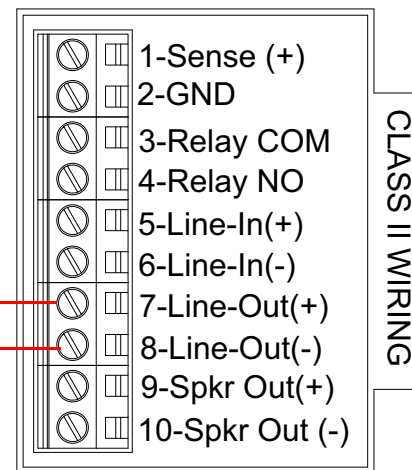 1-Sense (+)
2-GND
3-Relay COM
4-Relay NO
5-Line-In(+)
6-Line-In(-)
7-Line-Out(+)
8-Line-Out(-)
9-Spkr Out(+)
10-Spkr Out (-)
CLASS II WIRING